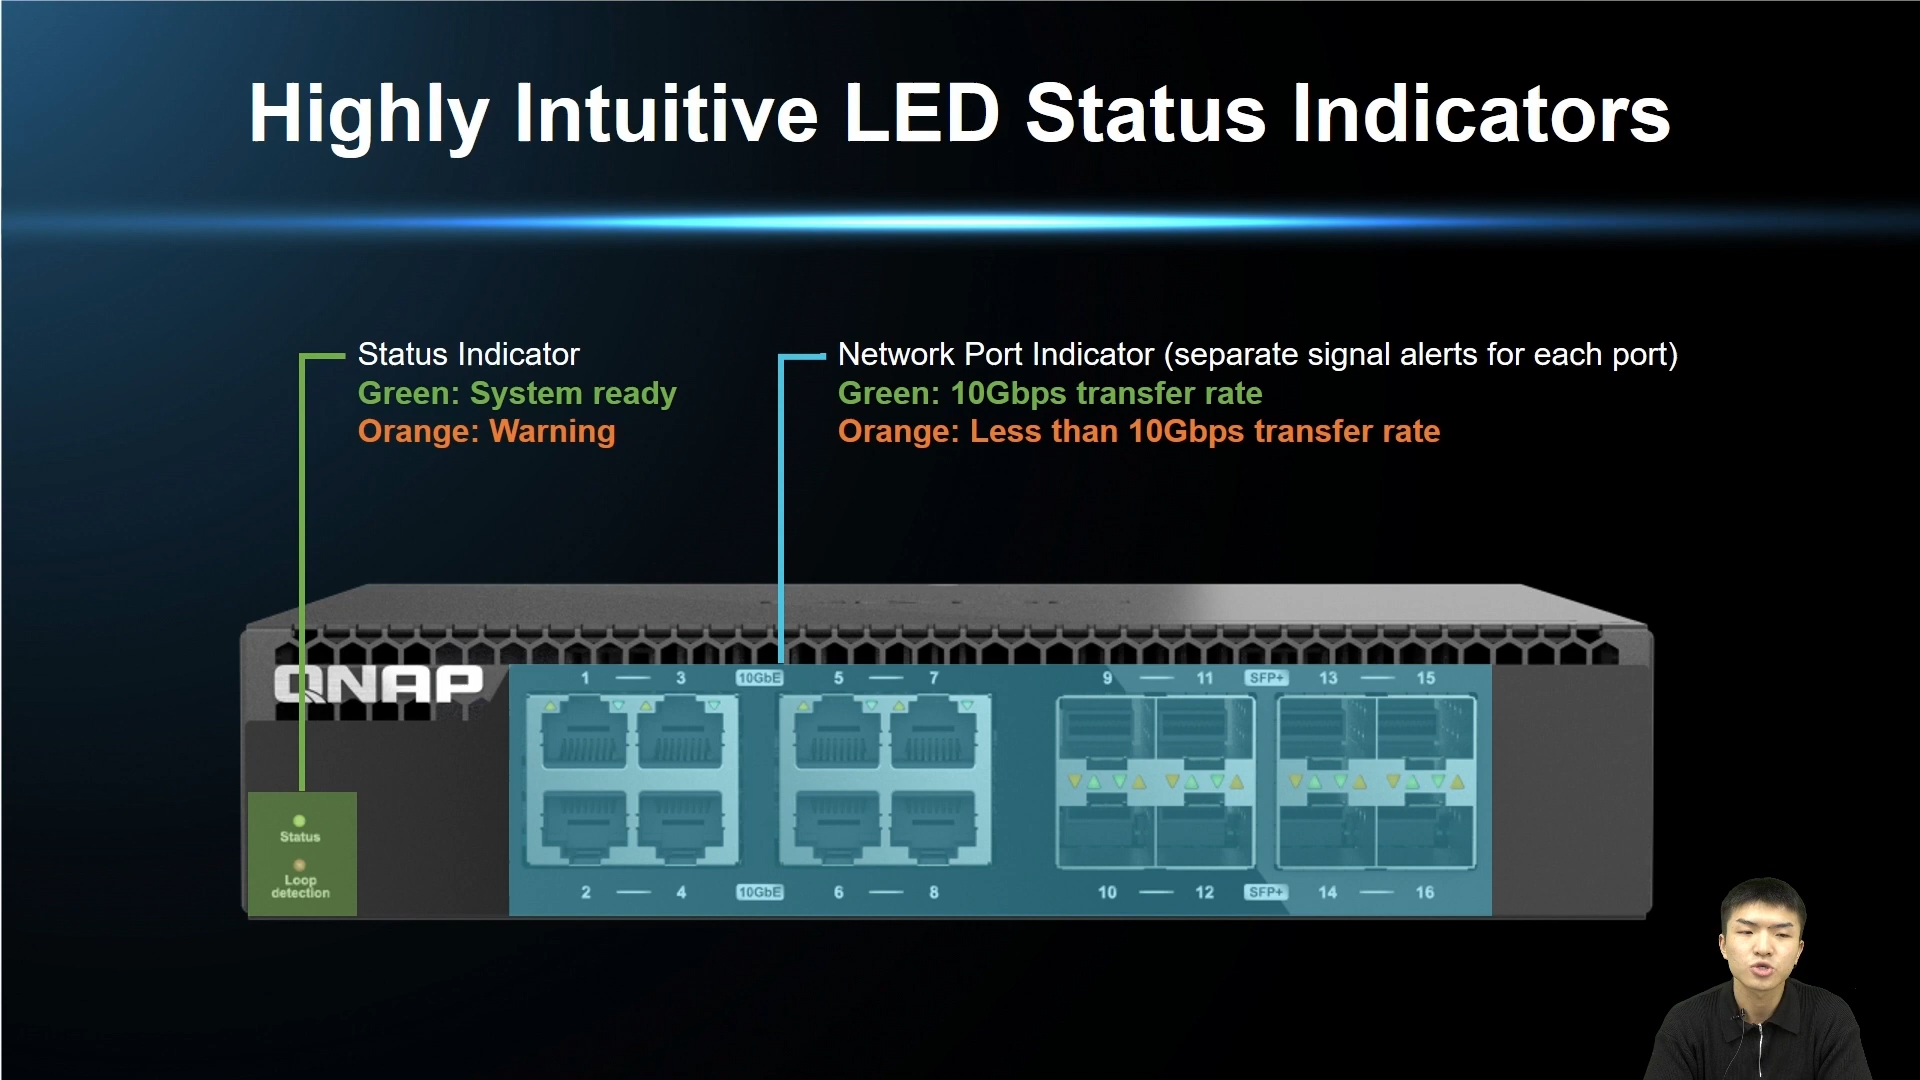 Highly Intuitive LED Status Indicators
Status Indicator
Green: System ready
Orange: Warning
Network Port Indicator (separate signal alerts for each port)
Green: 10Gbps transfer rate
Orange: Less than 10Gbps transfer rate
QNAP
1 3 10GbE 5 7 9 11 SFP+ 13 15
Status
Loop
detection
2 4 10GbE 6 8 10 12 SFP+ 14 16